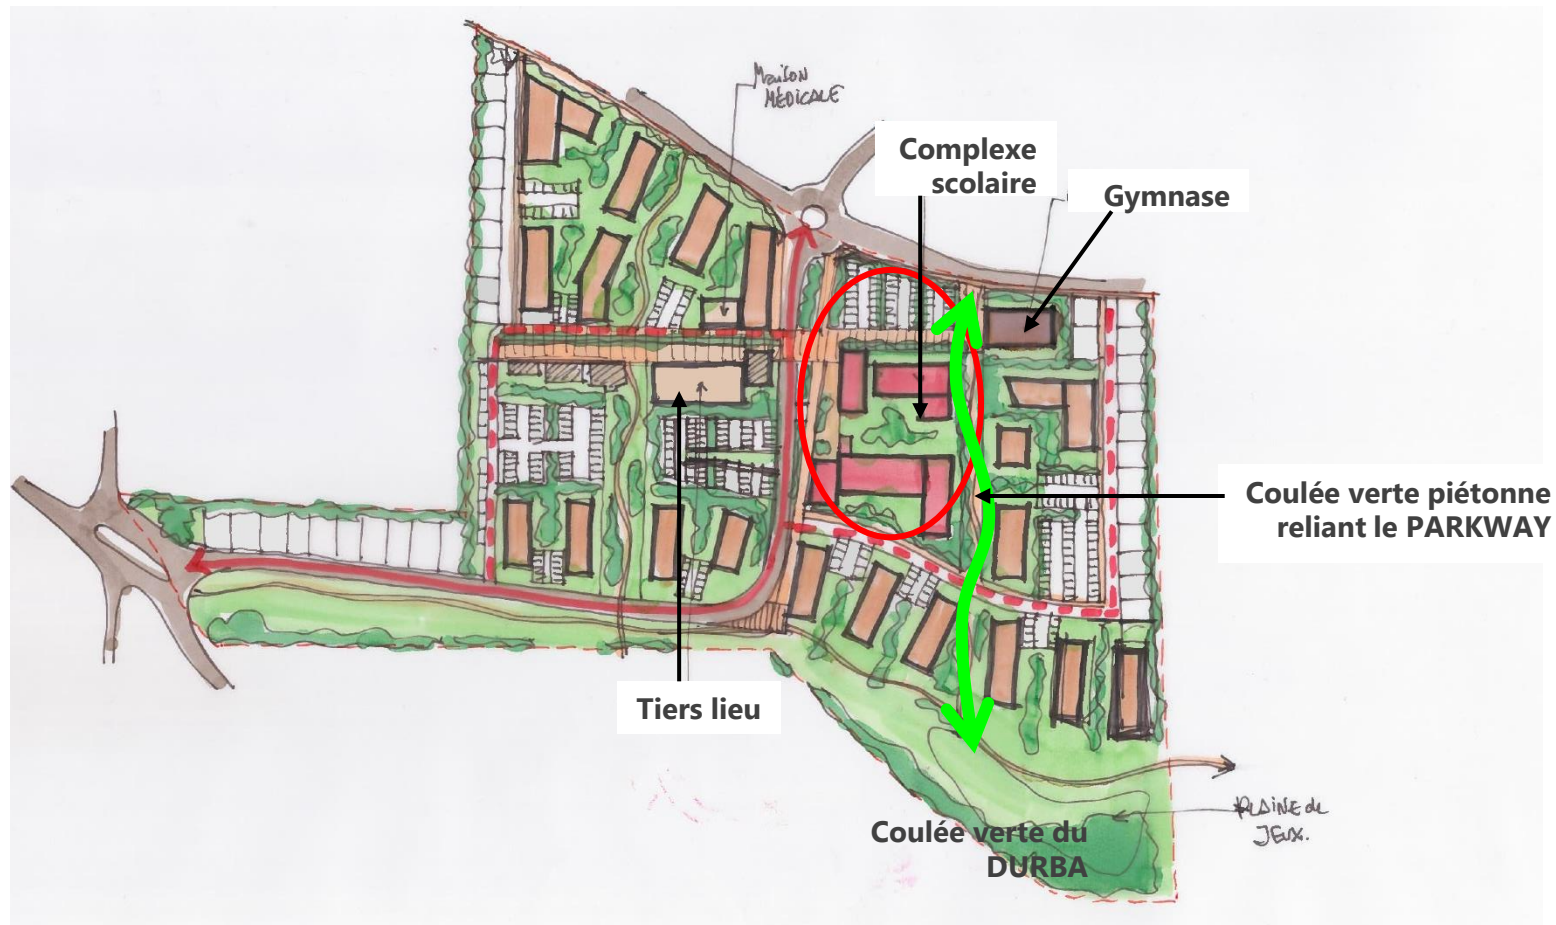 Maison
MÉDICALE
Complexe
scolaire
Gymnase
Coulée verte piétonne
reliant le PARKWAY
Tiers lieu
PLAINE de
JEUX.
Coulée verte du
DURBA